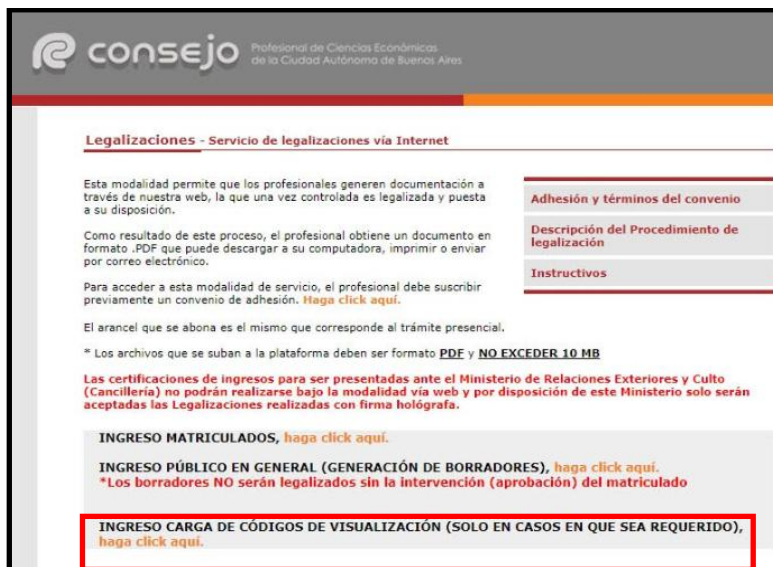 consejo
Profesional de Ciencias Económicas
de la Ciudad Autónoma de Buenos Aires
Legalizaciones - Servicio de legalizaciones vía Internet
Esta modalidad permite que los profesionales generen documentación a
través de nuestra web, la que una vez controlada es legalizada y puesta
a su disposición.
Como resultado de este proceso, el profesional obtiene un documento en
formato .PDF que puede descargar a su computadora, imprimir o enviar
por correo electrónico.
Para acceder a esta modalidad de servicio, el profesional debe suscribir
previamente un convenio de adhesión. Haga click aquí.
El arancel que se abona es el mismo que corresponde al trámite presencial.
* Los archivos que se suban a la plataforma deben ser formato PDF y NO EXCEDER 10 MB
Adhesión y términos del convenio
Descripción del Procedimiento de
legalización
Instructivos
Las certificaciones de ingresos para ser presentadas ante el Ministerio de Relaciones Exteriores y Culto
(Cancillería) no podrán realizarse bajo la modalidad vía web y por disposición de este Ministerio solo serán
aceptadas las Legalizaciones realizadas con firma hológrafa.
INGRESO MATRICULADOS, haga click aquí.
INGRESO PÚBLICO EN GENERAL (GENERACIÓN DE BORRADORES), haga click aquí.
*Los borradores NO serán legalizados sin la intervención (aprobación) del matriculado
INGRESO CARGA DE CÓDIGOS DE VISUALIZACIÓN (SOLO EN CASOS EN QUE SEA REQUERIDO),
haga click aquí.